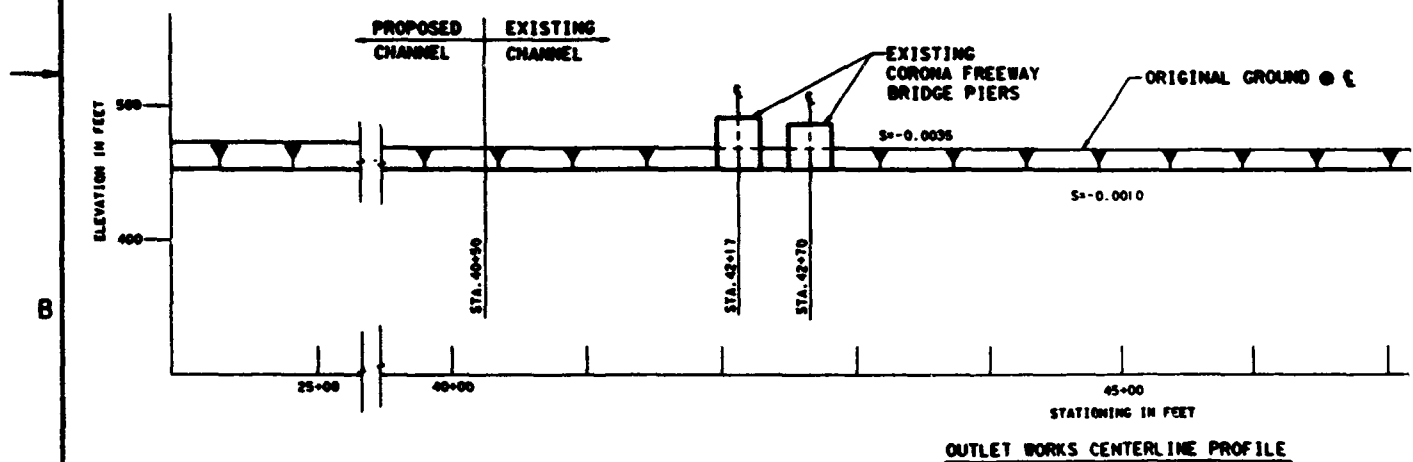 PROPOSED EXISTING
CHANNEL CHANNEL
EXISTING
CORONA FREEWAY
BRIDGE PIERS
ORIGINAL GROUND @ ℄
℄
℄
500
S=-0.0035
ELEVATION IN FEET
S=-0.0010
400
STA.40+90
STA.42+17
STA.42+70
B
25+00
40+00
45+00
STATIONING IN FEET
OUTLET WORKS CENTERLINE PROFILE